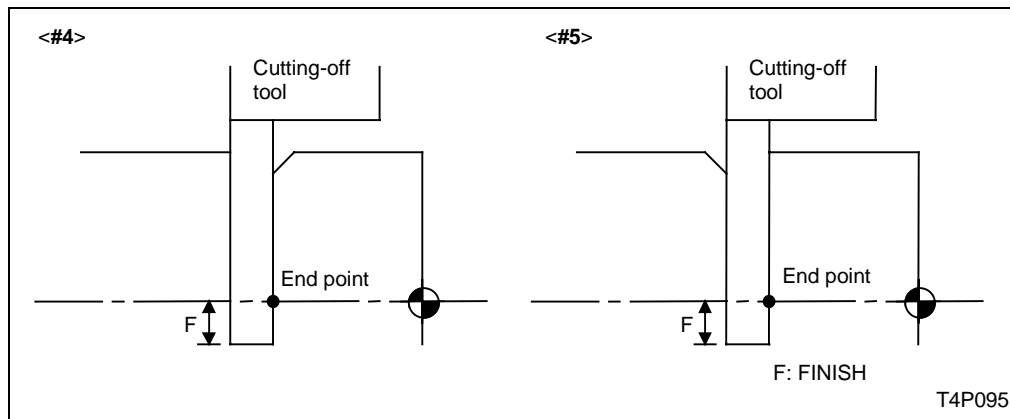 <#4>
Cutting-off
tool
End point
F
<#5>
Cutting-off
tool
End point
F
F: FINISH
T4P095